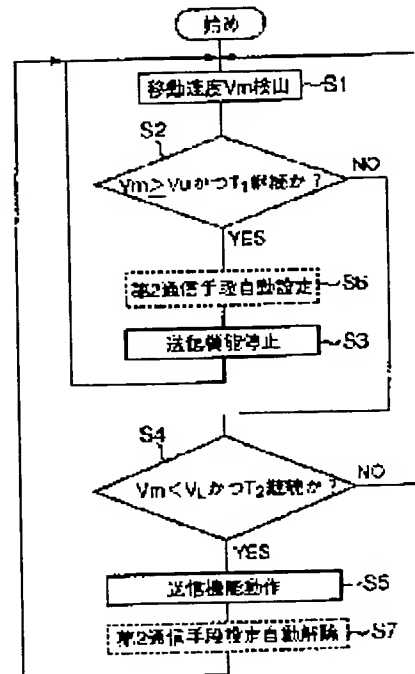 始め
移動速度Vm検出
S1
S2
Vm≧VuかつT₁継続か?
NO
YES
第2通信手段自動設定
S6
送信機能停止
S3
S4
Vm<VLかつT₂継続か?
NO
YES
送信機能動作
S5
第2通信手段設定自動解除
S7